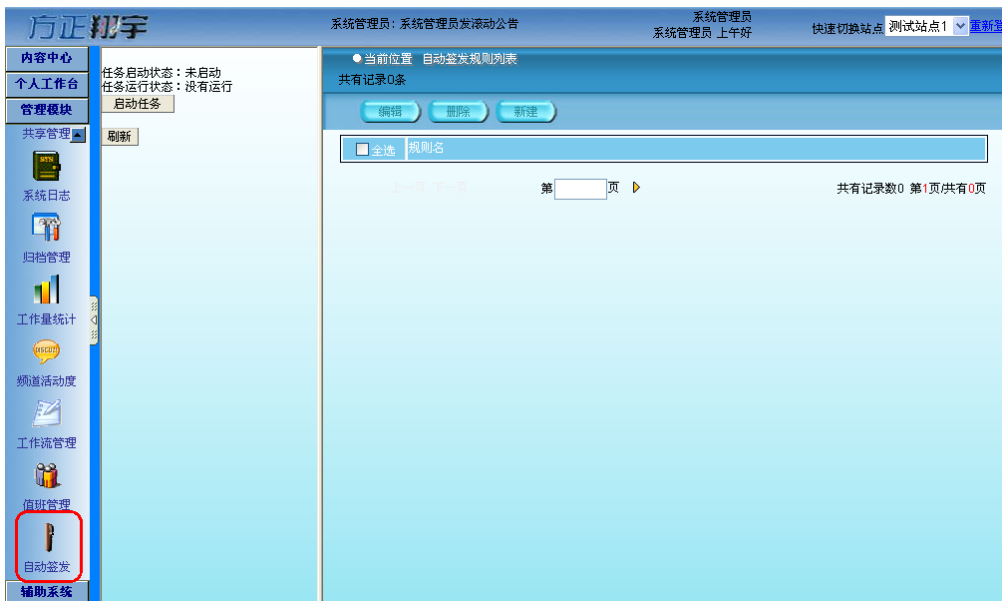 方正翔宇
系统管理员：系统管理员发滚动公告
系统管理员
系统管理员 上午好
快速切换站点 测试站点1 重新登
内容中心
个人工作台
管理模块
共享管理
系统日志
归档管理
工作量统计
DISCUZ!
频道活动度
工作流管理
值班管理
自动签发
辅助系统
任务启动状态：未启动
任务运行状态：没有运行
启动任务
刷新
当前位置 自动签发规则列表
共有记录0条
编辑 删除 新建
全选 规则名
上一页 下一页 第 页 共有记录数0 第1页/共有0页